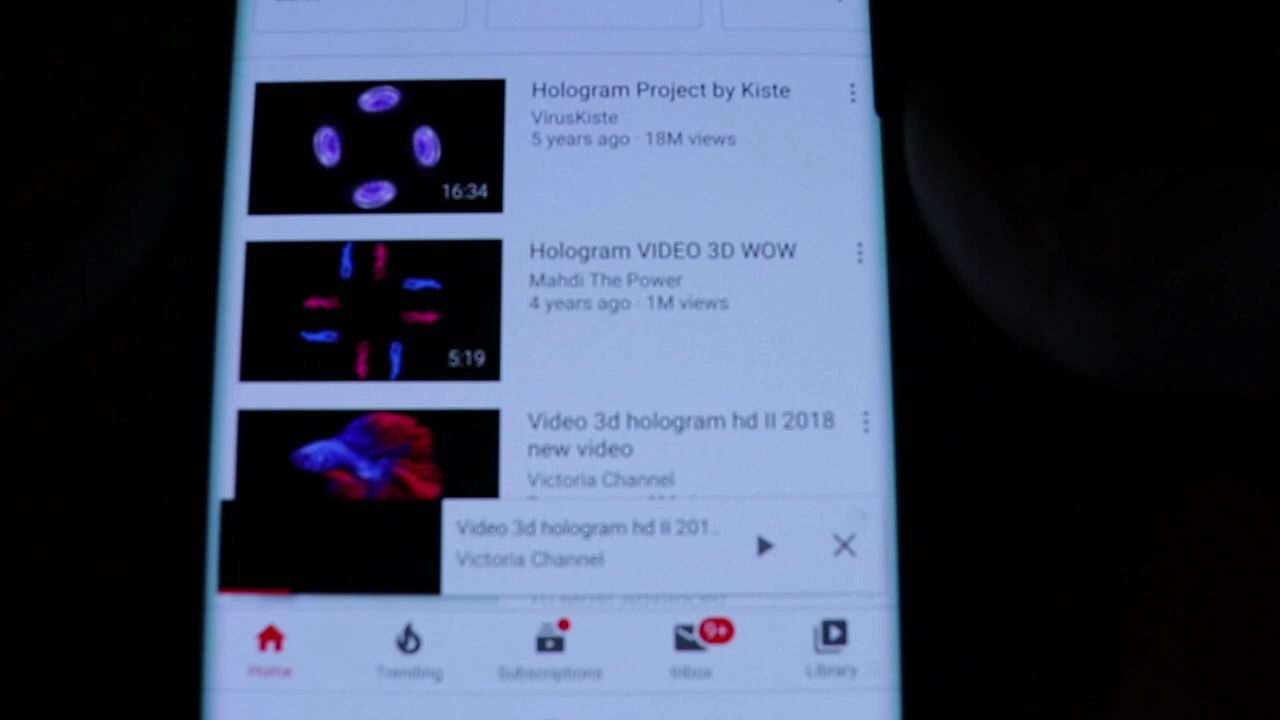 Hologram Project by Kiste
VirusKiste
5 years ago · 18M views
16:34
Hologram VIDEO 3D WOW
Mahdi The Power
4 years ago · 1M views
5:19
Video 3d hologram hd II 2018
new video
Victoria Channel
Video 3d hologram hd II 201..
Victoria Channel
9+
Home
Trending
Subscriptions
Inbox
Library